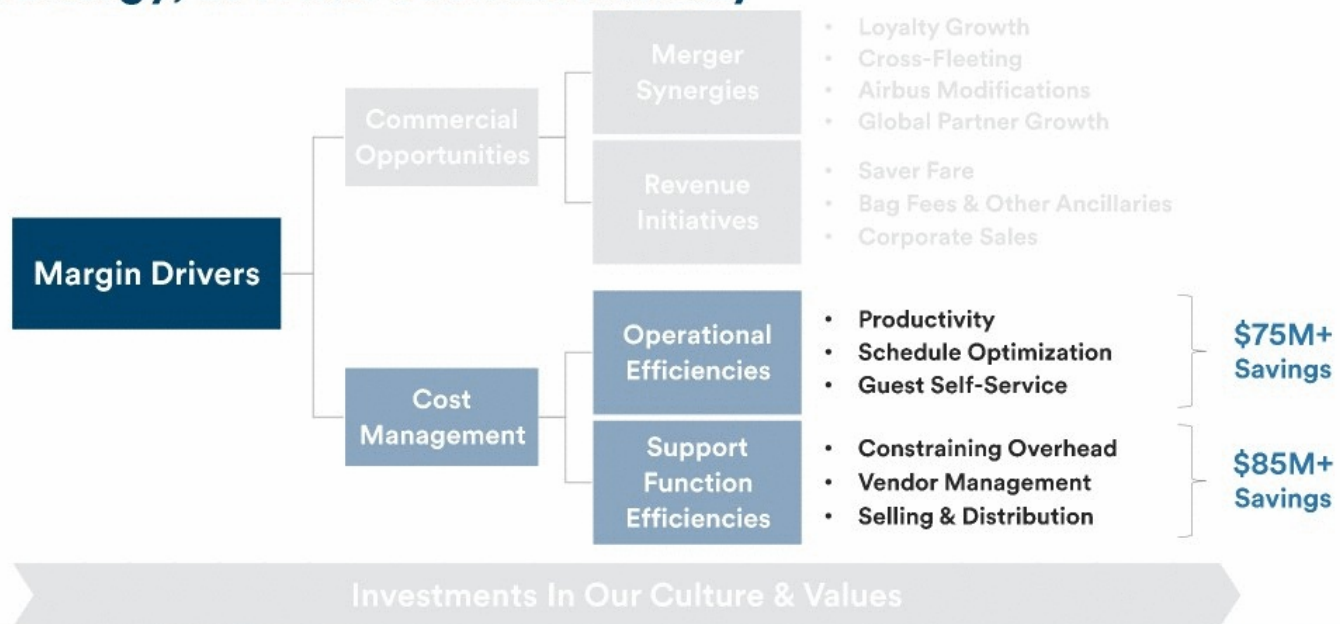 Merger
Synergies
• Loyalty Growth
• Cross-Fleeting
• Airbus Modifications
• Global Partner Growth
Commercial
Opportunities
Revenue
Initiatives
• Saver Fare
• Bag Fees & Other Ancillaries
• Corporate Sales
Margin Drivers
Cost
Management
Operational
Efficiencies
• Productivity
• Schedule Optimization
• Guest Self-Service
$75M+
Savings
Support
Function
Efficiencies
• Constraining Overhead
• Vendor Management
• Selling & Distribution
$85M+
Savings
Investments In Our Culture & Values